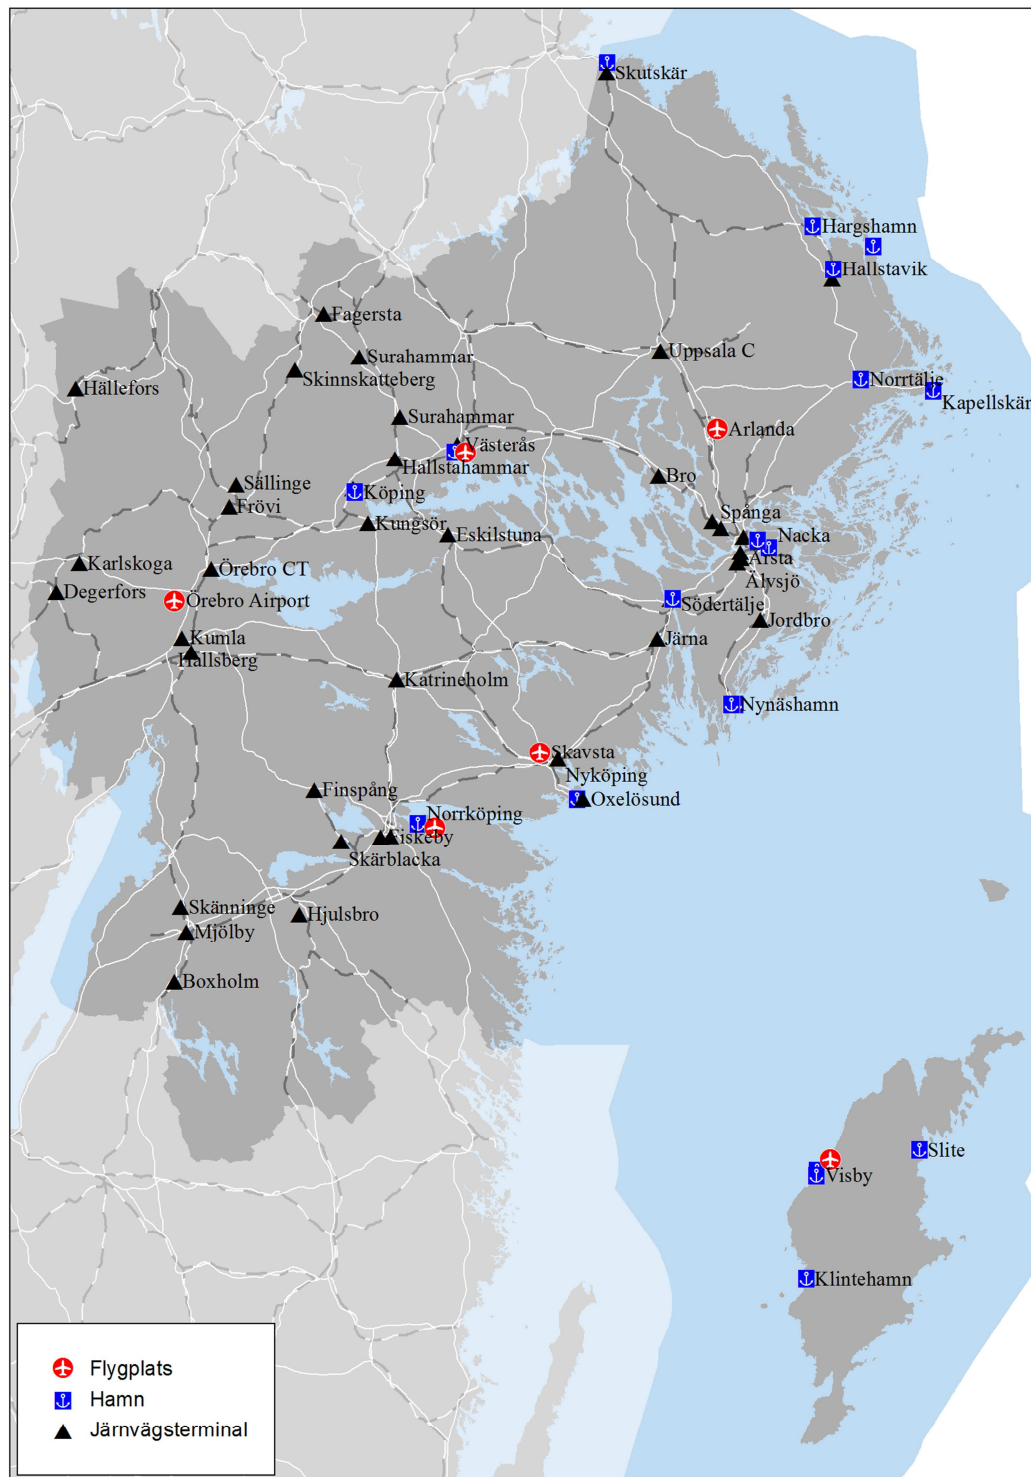 Skutskär
Hargshamn
Hallstavik
Fagersta
Uppsala C
Surahammar
Skinnskatteberg
Hällefors
Norrtälje
Kapellskär
Surahammar
Arlanda
Västerås
Hallstahammar
Bro
Sällinge
Köping
Frövi
Spånga
Kungsör
Eskilstuna
Nacka
Årsta
Karlskoga
Örebro CT
Älvsjö
Degerfors
Örebro Airport
Södertälje
Jordbro
Kumla
Hallsberg
Järna
Katrineholm
Nynäshamn
Skavsta
Nyköping
Finspång
Oxelösund
Norrköping
Fiskeby
Skärblacka
Skänninge
Hjulsbro
Mjölby
Boxholm
Slite
Visby
Klintehamn
Flygplats
Hamn
Järnvägsterminal